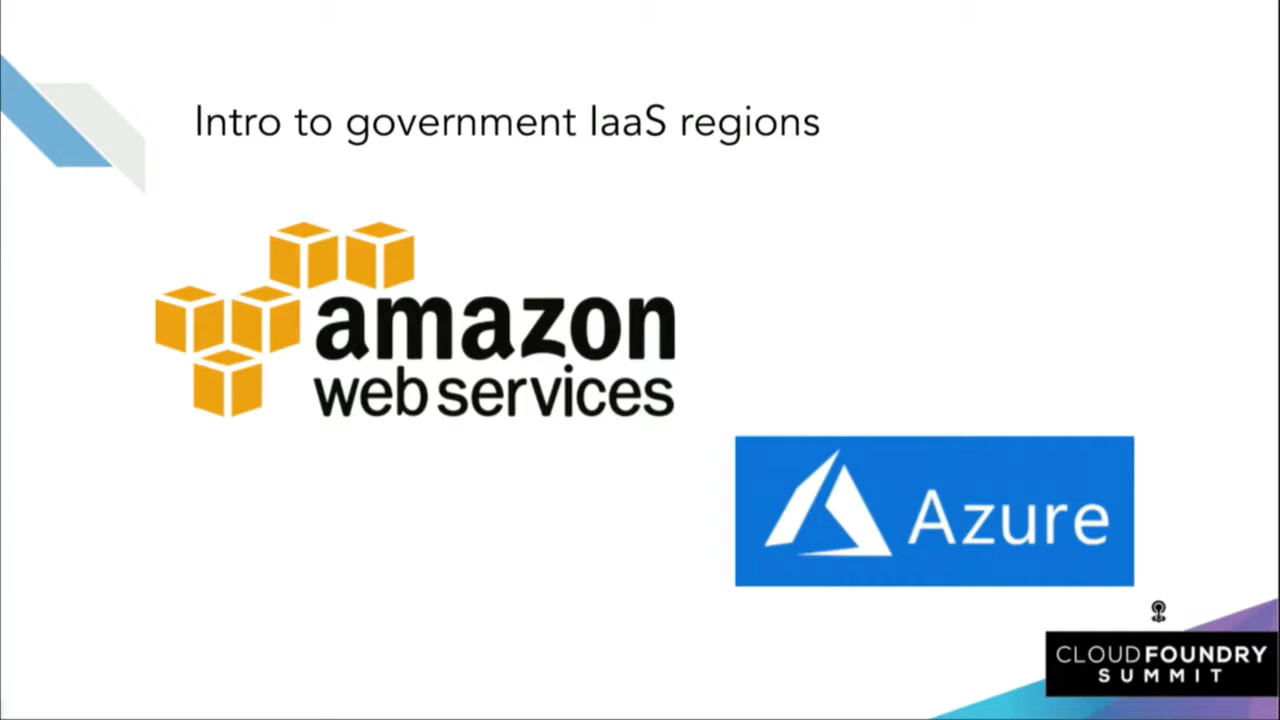 Intro to government IaaS regions
amazon
web services
Azure
CLOUD FOUNDRY
SUMMIT